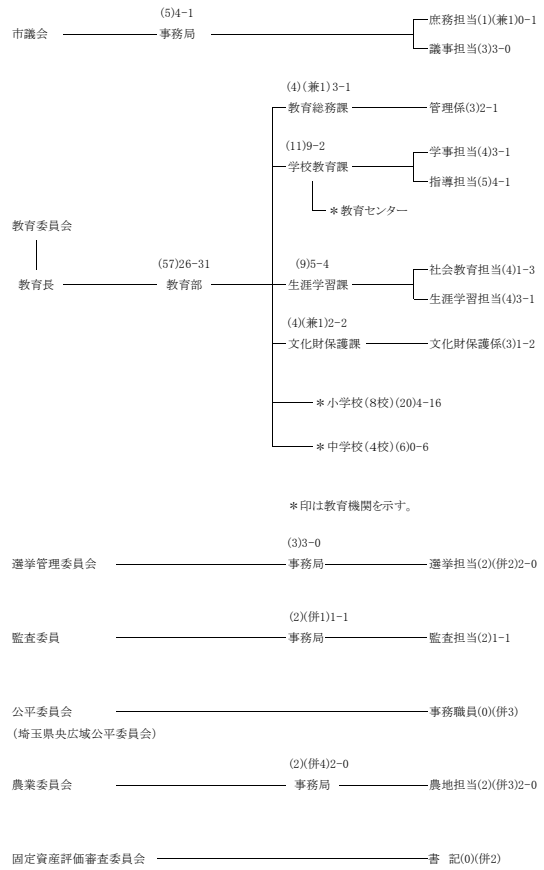 (5)4-1
市議会 事務局 庶務担当(1)(兼1)0-1
議事担当(3)3-0
(4)(兼1)3-1
教育総務課 管理係(3)2-1
(11)9-2
学校教育課 学事担当(4)3-1
指導担当(5)4-1
＊教育センター
教育委員会
(57)26-31 (9)5-4
教育長 教育部 生涯学習課 社会教育担当(4)1-3
生涯学習担当(4)3-1
(4)(兼1)2-2
文化財保護課 文化財保護係(3)1-2
＊小学校(8校)(20)4-16
＊中学校(4校)(6)0-6
＊印は教育機関を示す。
(3)3-0
選挙管理委員会 事務局 選挙担当(2)(併2)2-0
(2)(併1)1-1
監査委員 事務局 監査担当(2)1-1
公平委員会 事務職員(0)(併3)
(埼玉県央広域公平委員会)
(2)(併4)2-0
農業委員会 事務局 農地担当(2)(併3)2-0
固定資産評価審査委員会 書 記(0)(併2)